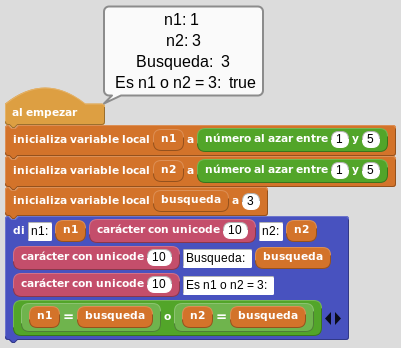 n1: 1
n2: 3
Busqueda: 3
Es n1 o n2 = 3: true
al empezar
inicializa variable local n1 a número al azar entre 1 y 5
inicializa variable local n2 a número al azar entre 1 y 5
inicializa variable local busqueda a 3
di n1: n1 carácter con unicode 10 n2: n2
carácter con unicode 10 Busqueda: busqueda
carácter con unicode 10 Es n1 o n2 = 3:
n1 = busqueda o n2 = busqueda